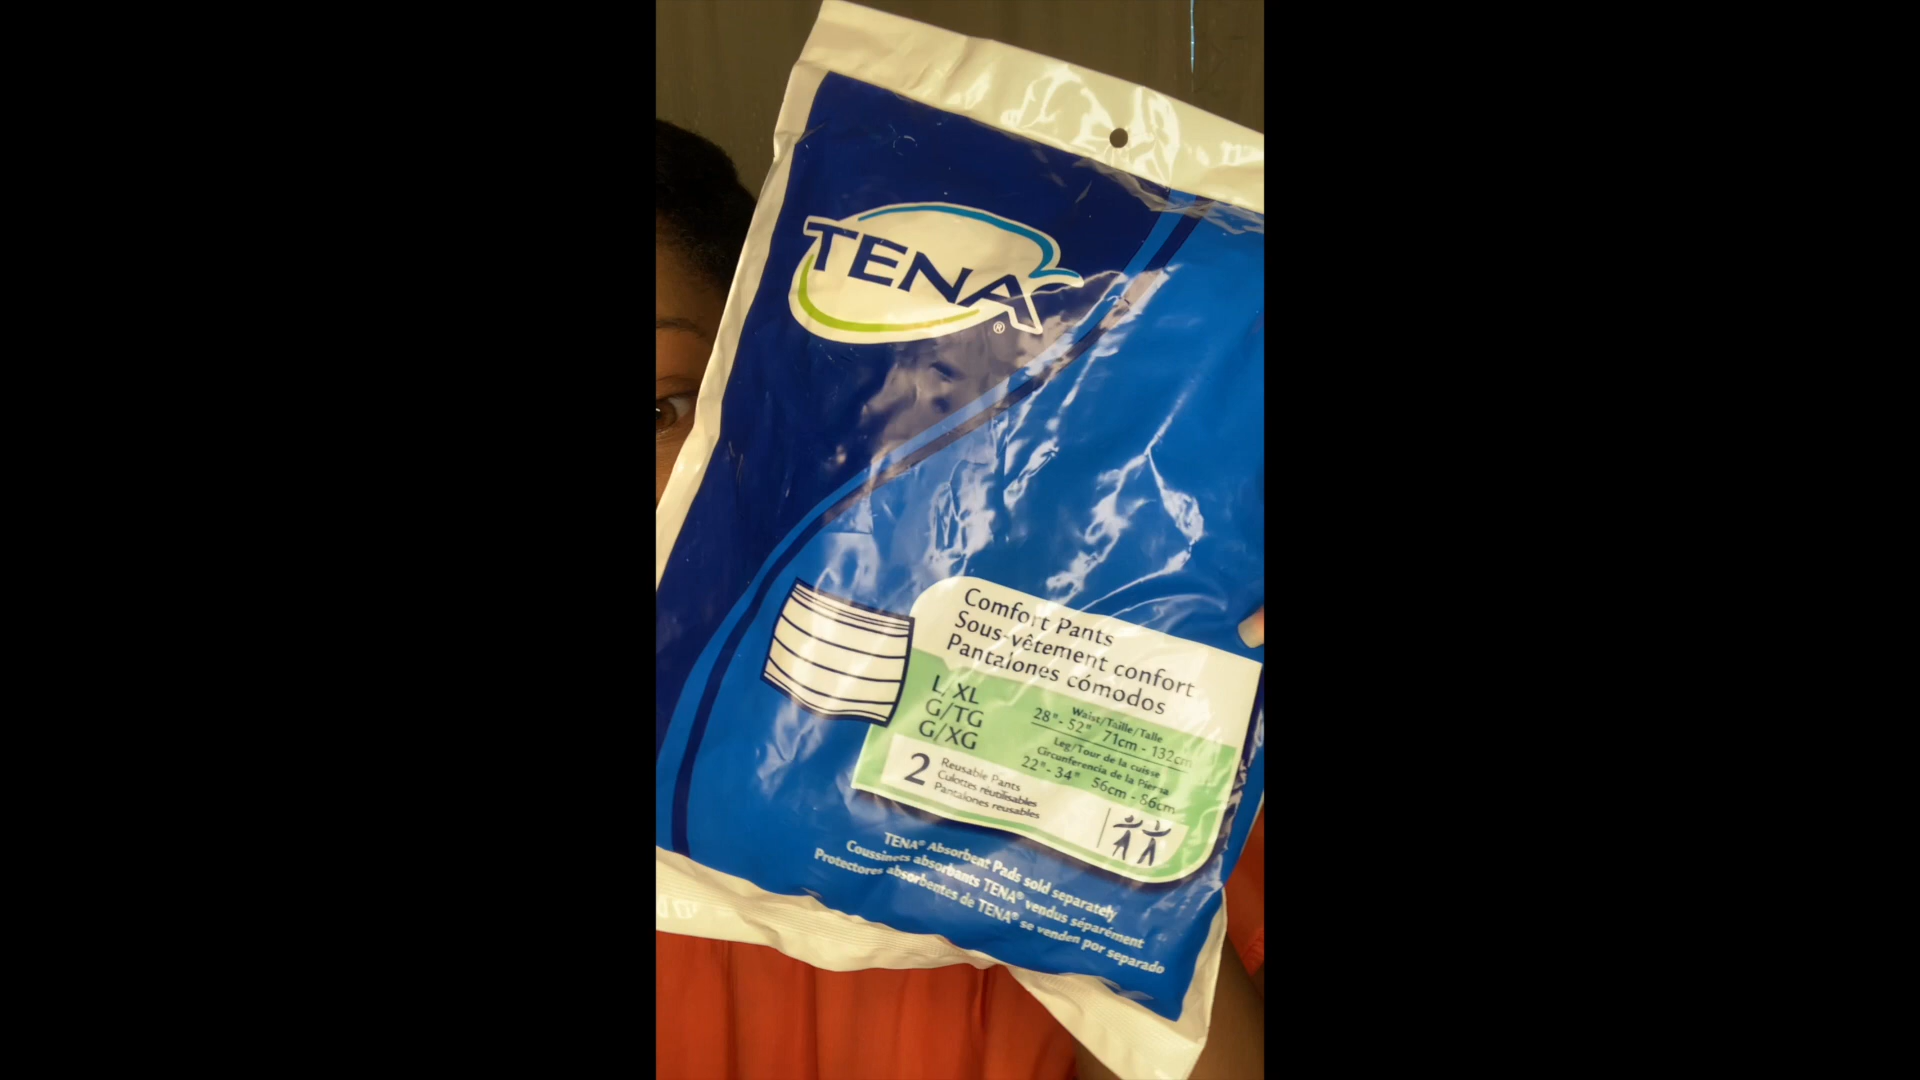 TENA®
Comfort Pants
Sous-vêtement confort
Pantalones cómodos
L/XL
G/TG
G/XG
Waist/Taille/Talle
28" - 52" 71cm - 132cm
Leg/Tour de la cuisse
Circunferencia de la Pierna
22" - 34" 56cm - 86cm
2
Reusable Pants
Culottes réutilisables
Pantalones reusables
TENA® Absorbent Pads sold separately
Coussinets absorbants TENA® vendus séparément
Protectores absorbentes de TENA® se venden por separado